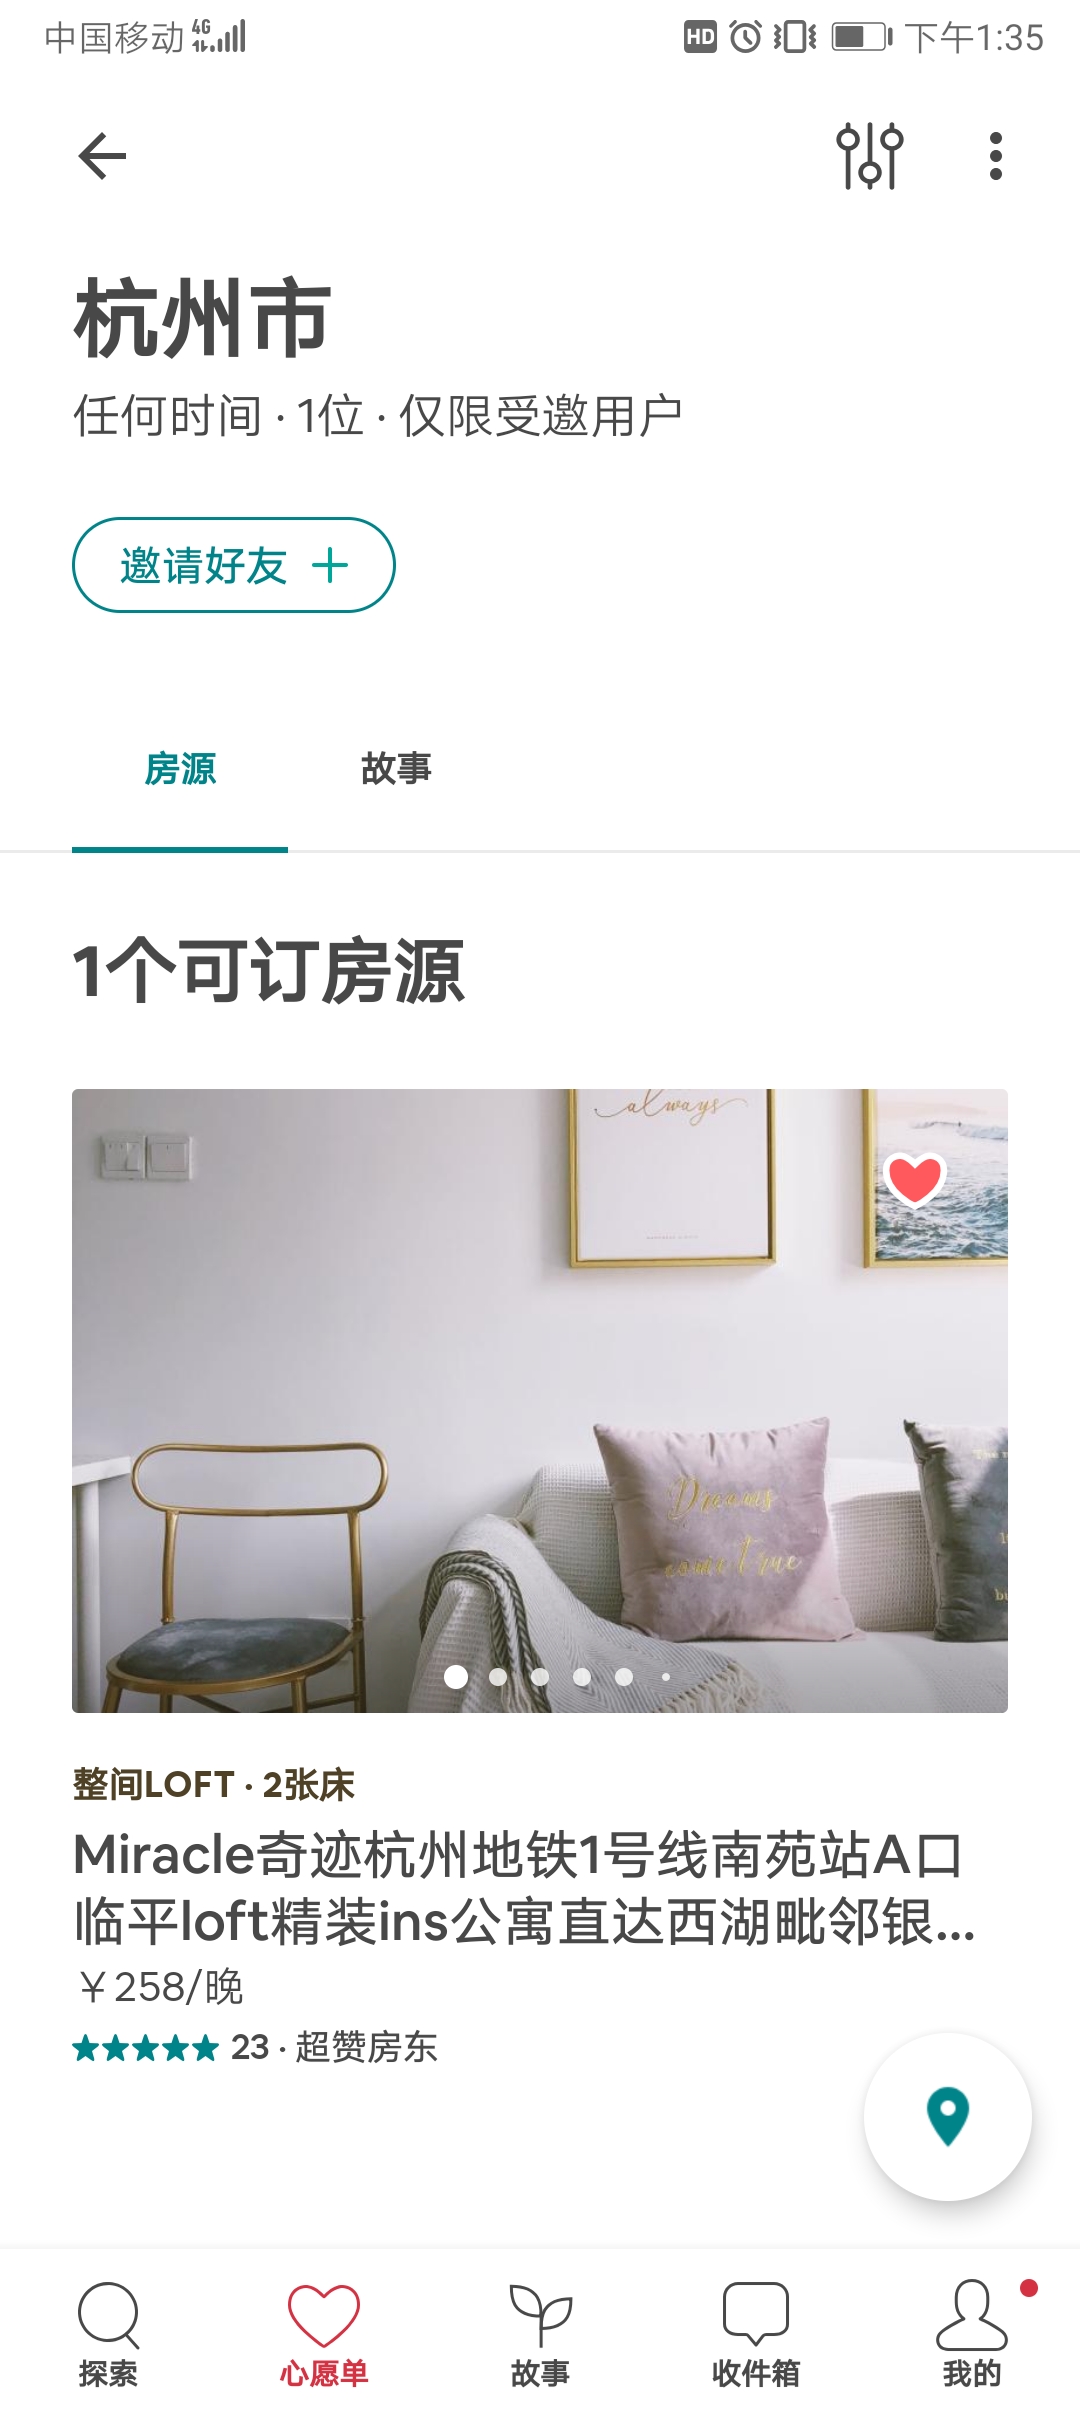 中国移动 4G HD 下午1:35
杭州市
任何时间 · 1位 · 仅限受邀用户
邀请好友
房源 故事
1个可订房源
always
Dreams
come True
整间LOFT · 2张床
Miracle奇迹杭州地铁1号线南苑站A口
临平loft精装ins公寓直达西湖毗邻银...
￥258/晚
23 · 超赞房东
探索 心愿单 故事 收件箱 我的